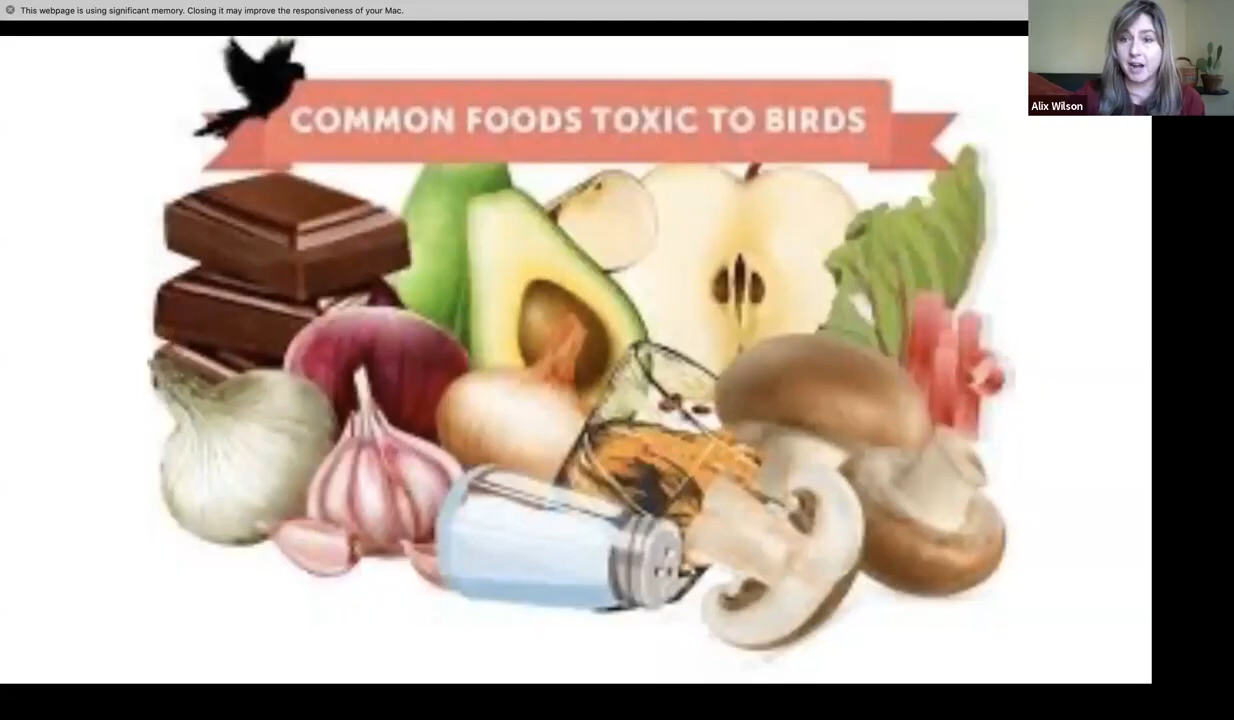 This webpage is using significant memory. Closing it may improve the responsiveness of your Mac.
Alix Wilson
COMMON FOODS TOXIC TO BIRDS